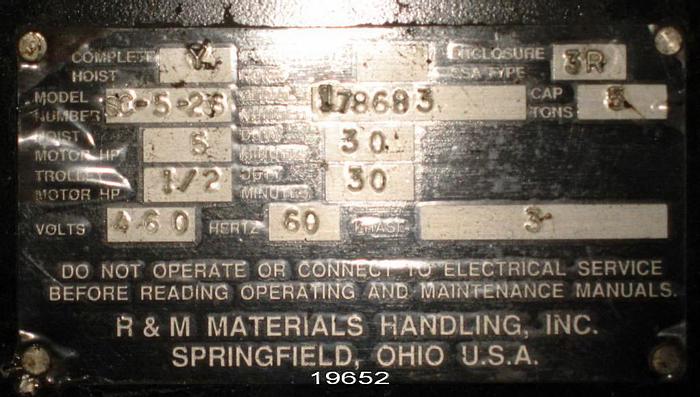 COMPLETE ENCLOSURE 3R
HOIST SSA TYPE
MODEL 178683 CAP 5
NUMBER TONS
HOIST 5 30
MOTOR HP
TROLLEY 1/2 DUTY 30
MOTOR HP MINUTES
VOLTS 460 HERTZ 60 PHASE 3
DO NOT OPERATE OR CONNECT TO ELECTRICAL SERVICE
BEFORE READING OPERATING AND MAINTENANCE MANUALS.
R & M MATERIALS HANDLING, INC.
SPRINGFIELD, OHIO U.S.A.
19652